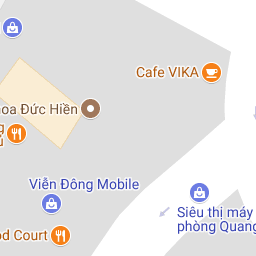 Cafe VIKA
oa Đức Hiền
Viễn Đông Mobile
Siêu thị máy
phòng Quang
od Court